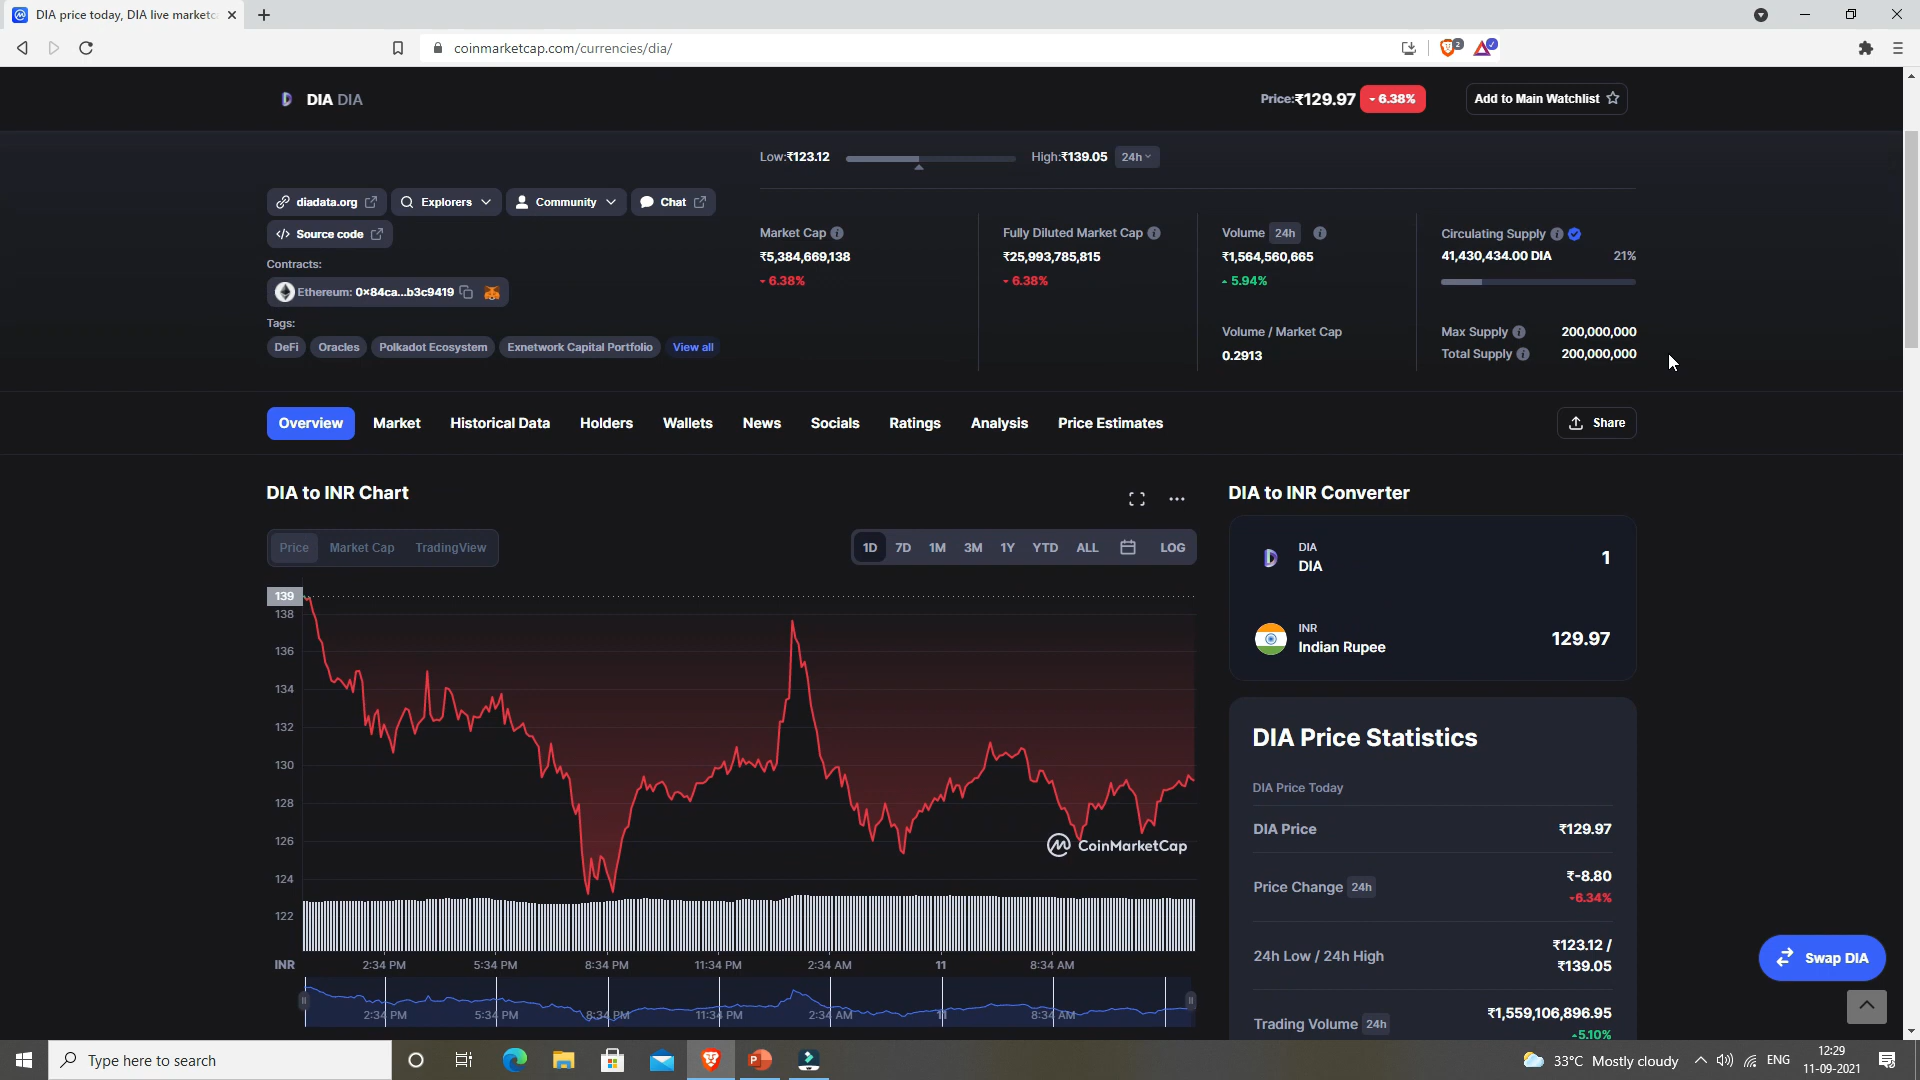 DIA price today, DIA live marketc
coinmarketcap.com/currencies/dia/
2
DIA DIA
Price:₹129.97
6.38%
Add to Main Watchlist
Low:₹123.12
High:₹139.05
24h
diadata.org
Explorers
Community
Chat
Source code
Contracts:
Ethereum: 0x84ca...b3c9419
Tags:
DeFi
Oracles
Polkadot Ecosystem
Exnetwork Capital Portfolio
View all
Market Cap
₹5,384,669,138
6.38%
Fully Diluted Market Cap
₹25,993,785,815
6.38%
Volume 24h
₹1,564,560,665
5.94%
Volume / Market Cap
0.2913
Circulating Supply
41,430,434.00 DIA
21%
Max Supply
200,000,000
Total Supply
200,000,000
Overview
Market
Historical Data
Holders
Wallets
News
Socials
Ratings
Analysis
Price Estimates
Share
DIA to INR Chart
Price
Market Cap
TradingView
1D
7D
1M
3M
1Y
YTD
ALL
LOG
139
138
136
134
132
130
128
126
124
122
CoinMarketCap
INR
2:34 PM
5:34 PM
8:34 PM
11:34 PM
2:34 AM
11
8:34 AM
2:34 PM
5:34 PM
8:34 PM
11:34 PM
2:34 AM
11
8:34 AM
DIA to INR Converter
DIA
DIA
1
INR
Indian Rupee
129.97
DIA Price Statistics
DIA Price Today
DIA Price
₹129.97
Price Change 24h
₹-8.80
6.34%
24h Low / 24h High
₹123.12 /
₹139.05
Trading Volume 24h
₹1,559,106,896.95
5.10%
Swap DIA
Type here to search
33°C Mostly cloudy
ENG
12:29
11-09-2021